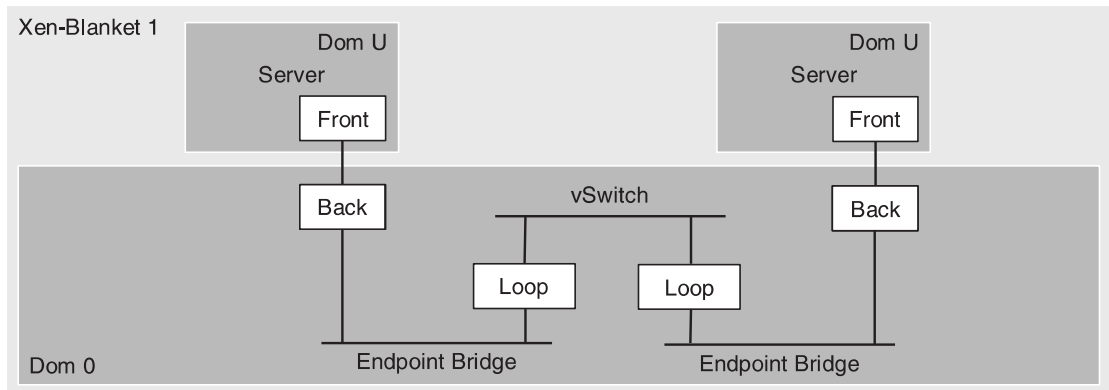 Xen-Blanket 1
Dom U
Server
Front
Dom U
Server
Front
Back
vSwitch
Back
Loop
Loop
Endpoint Bridge
Endpoint Bridge
Dom 0